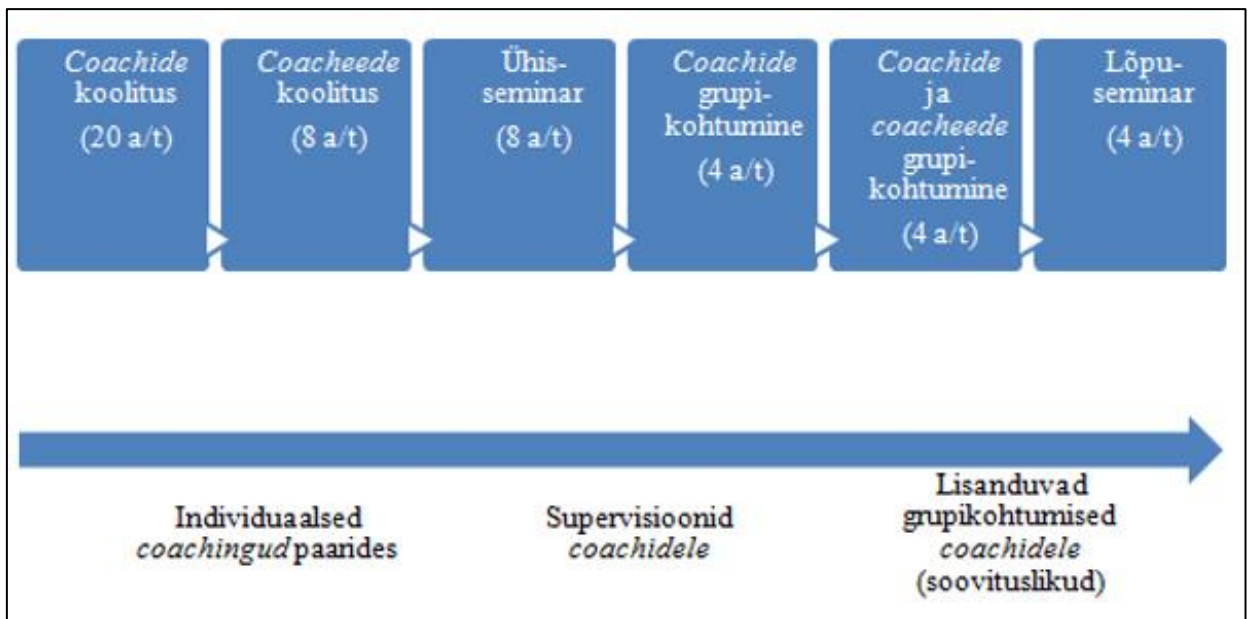 Coachide
koolitus
(20 a/t)
Coacheede
koolitus
(8 a/t)
Ühis-
seminar
(8 a/t)
Coachide
grupi-
kohtumine
(4 a/t)
Coachide
ja
coacheede
grupi-
kohtumine
(4 a/t)
Lõpu-
seminar
(4 a/t)
Individuaalsed
coachingud paarides
Supervisioonid
coachidele
Lisanduvad
grupikohtumised
coachidele
(soovituslikud)